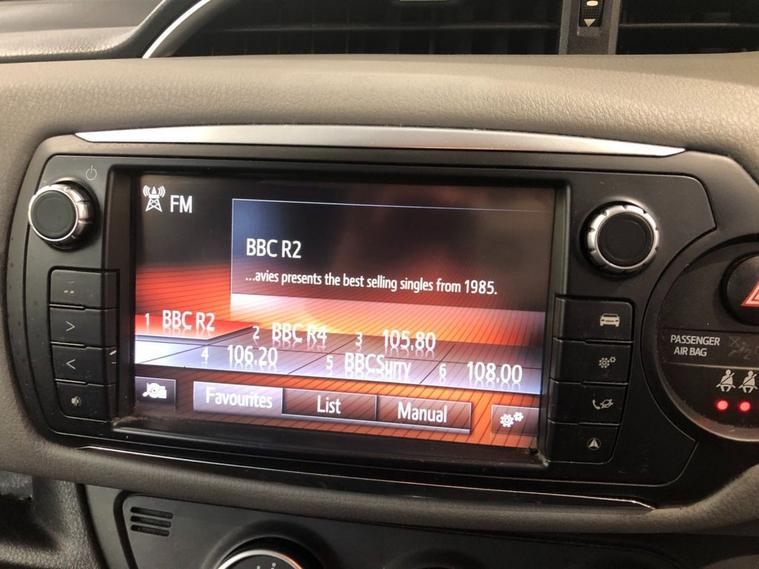 FM
BBC R2
...avies presents the best selling singles from 1985.
1 BBC R2
2 BBC R4
3 105.80
4 106.20
5 BBCSHITY
6 108.00
Favourites
List
Manual
PASSENGER
AIR BAG